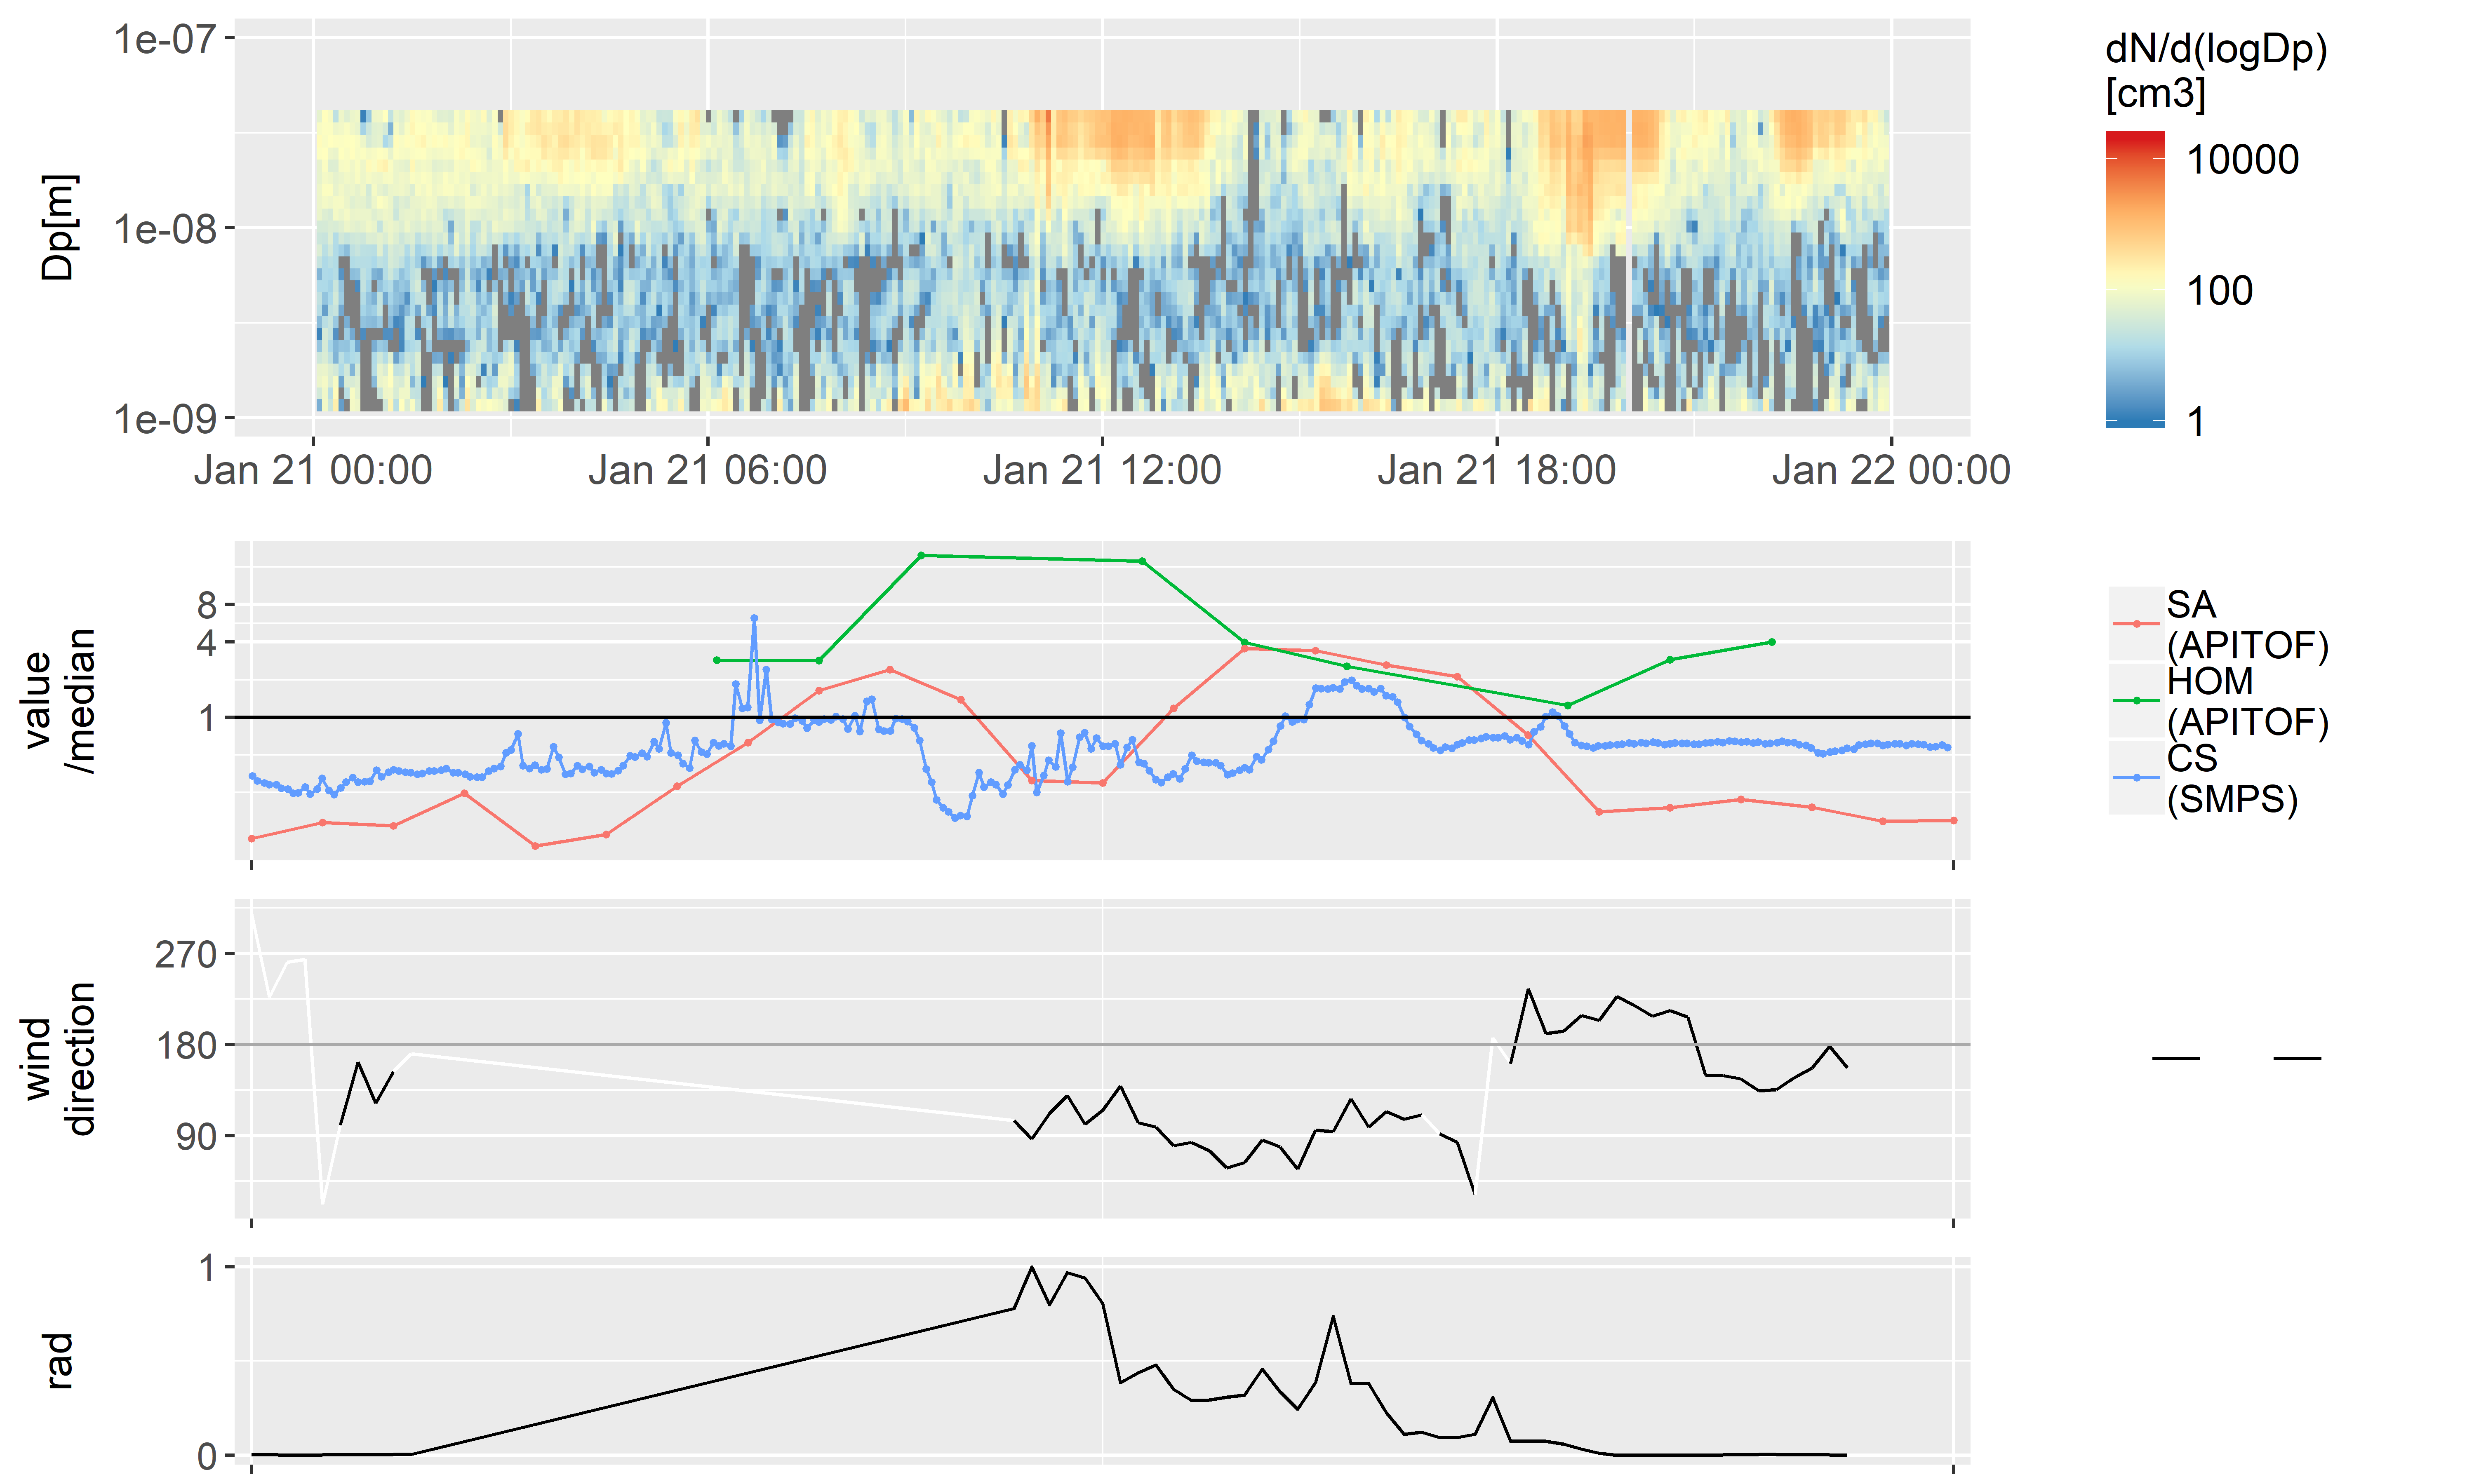 1e-07
1e-08
1e-09
Dp[m]
Jan 21 00:00
Jan 21 06:00
Jan 21 12:00
Jan 21 18:00
Jan 22 00:00
dN/d(logDp)
[cm3]
10000
100
1
8
4
1
value
/median
SA
(APITOF)
HOM
(APITOF)
CS
(SMPS)
270
180
90
wind
direction
1
0
rad